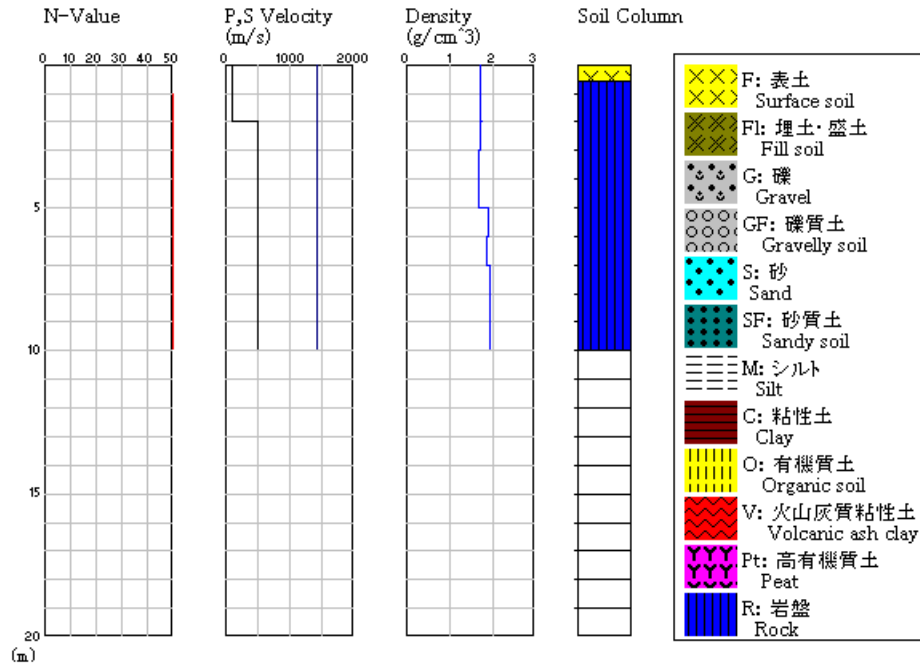 N-Value
0 10 20 30 40 50
P,S Velocity
(m/s)
0 1000 2000
Density
(g/cm^3)
0 1 2 3
Soil Column
5
10
15
20
(m)
F: 表土
Surface soil
Fl: 埋土・盛土
Fill soil
G: 礫
Gravel
GF: 礫質土
Gravelly soil
S: 砂
Sand
SF: 砂質土
Sandy soil
M: シルト
Silt
C: 粘性土
Clay
O: 有機質土
Organic soil
V: 火山灰質粘性土
Volcanic ash clay
Pt: 高有機質土
Peat
R: 岩盤
Rock